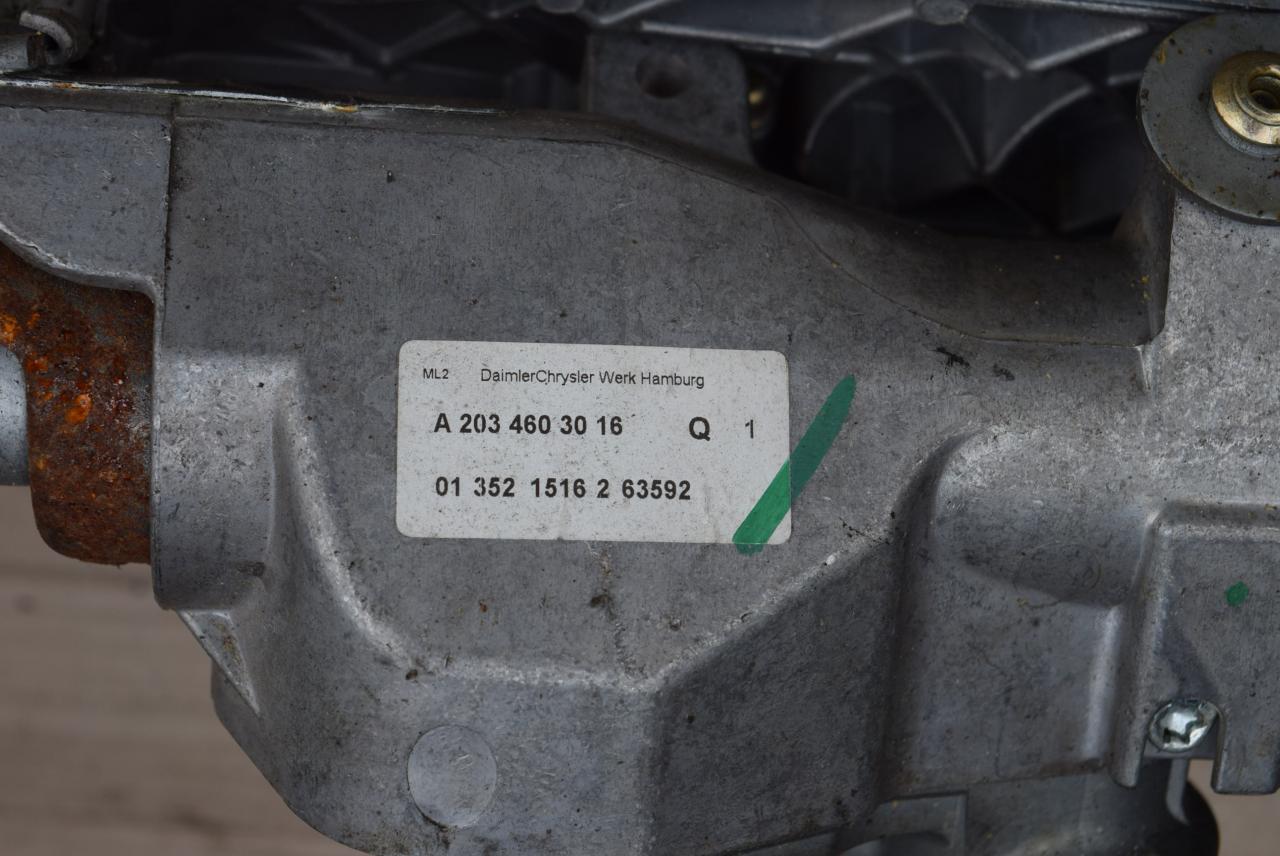 ML2 DaimlerChrysler Werk Hamburg
A 203 460 30 16 Q 1
01 352 1516 2 63592